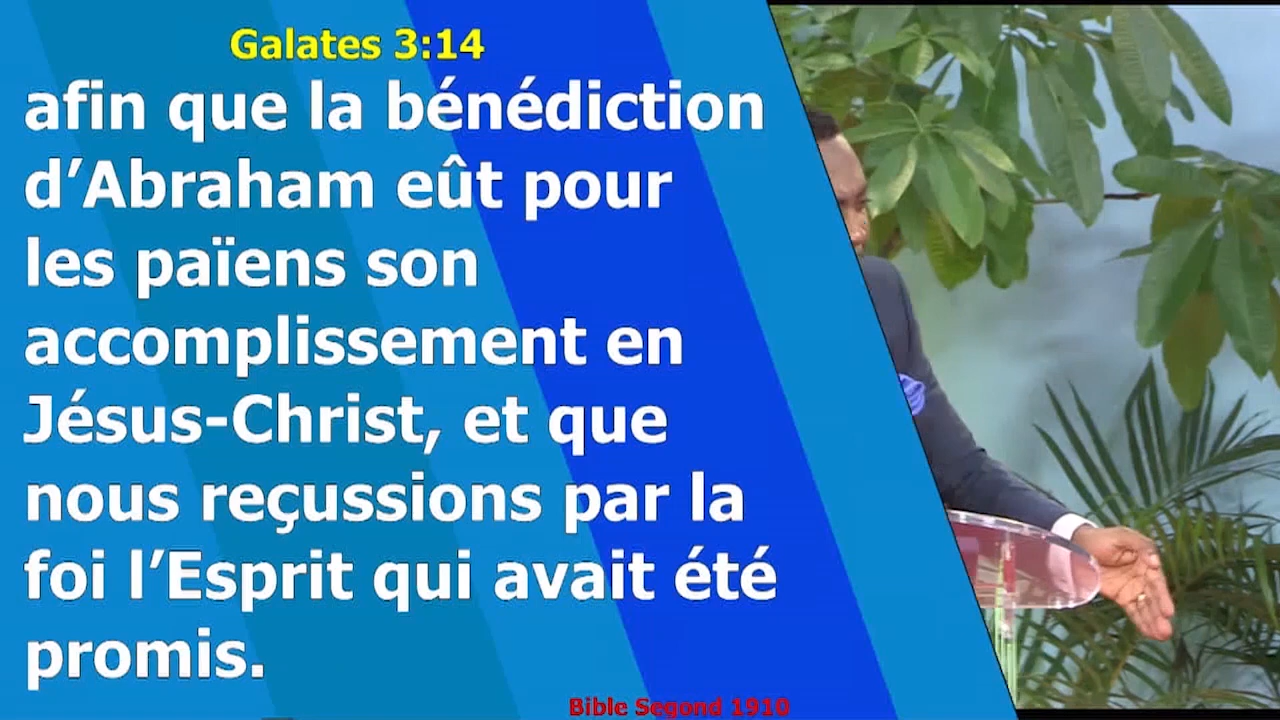 Galates 3:14
afin que la bénédiction
d’Abraham eût pour
les païens son
accomplissement en
Jésus-Christ, et que
nous reçussions par la
foi l’Esprit qui avait été
promis.
Bible Segond 1910